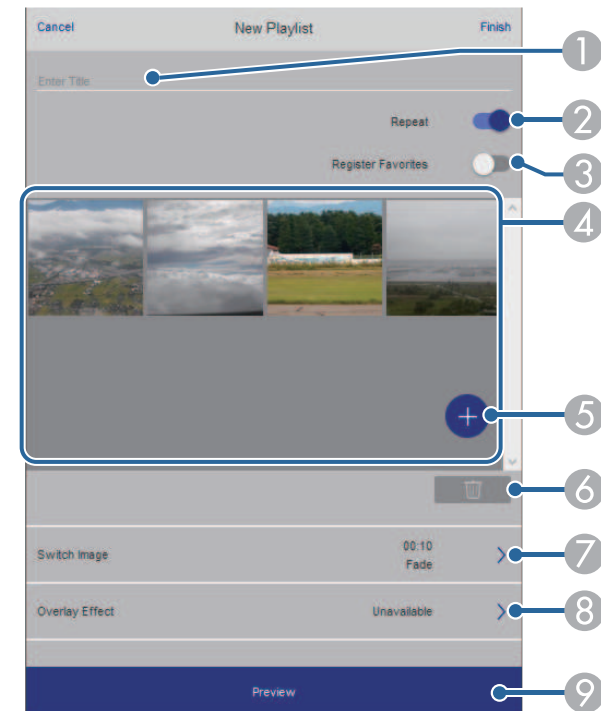 Cancel New Playlist Finish
1
Enter Title
Repeat 2
Register Favorites 3
4
5
6
Switch Image 00:10 7
Fade
Overlay Effect Unavailable 8
Preview 9